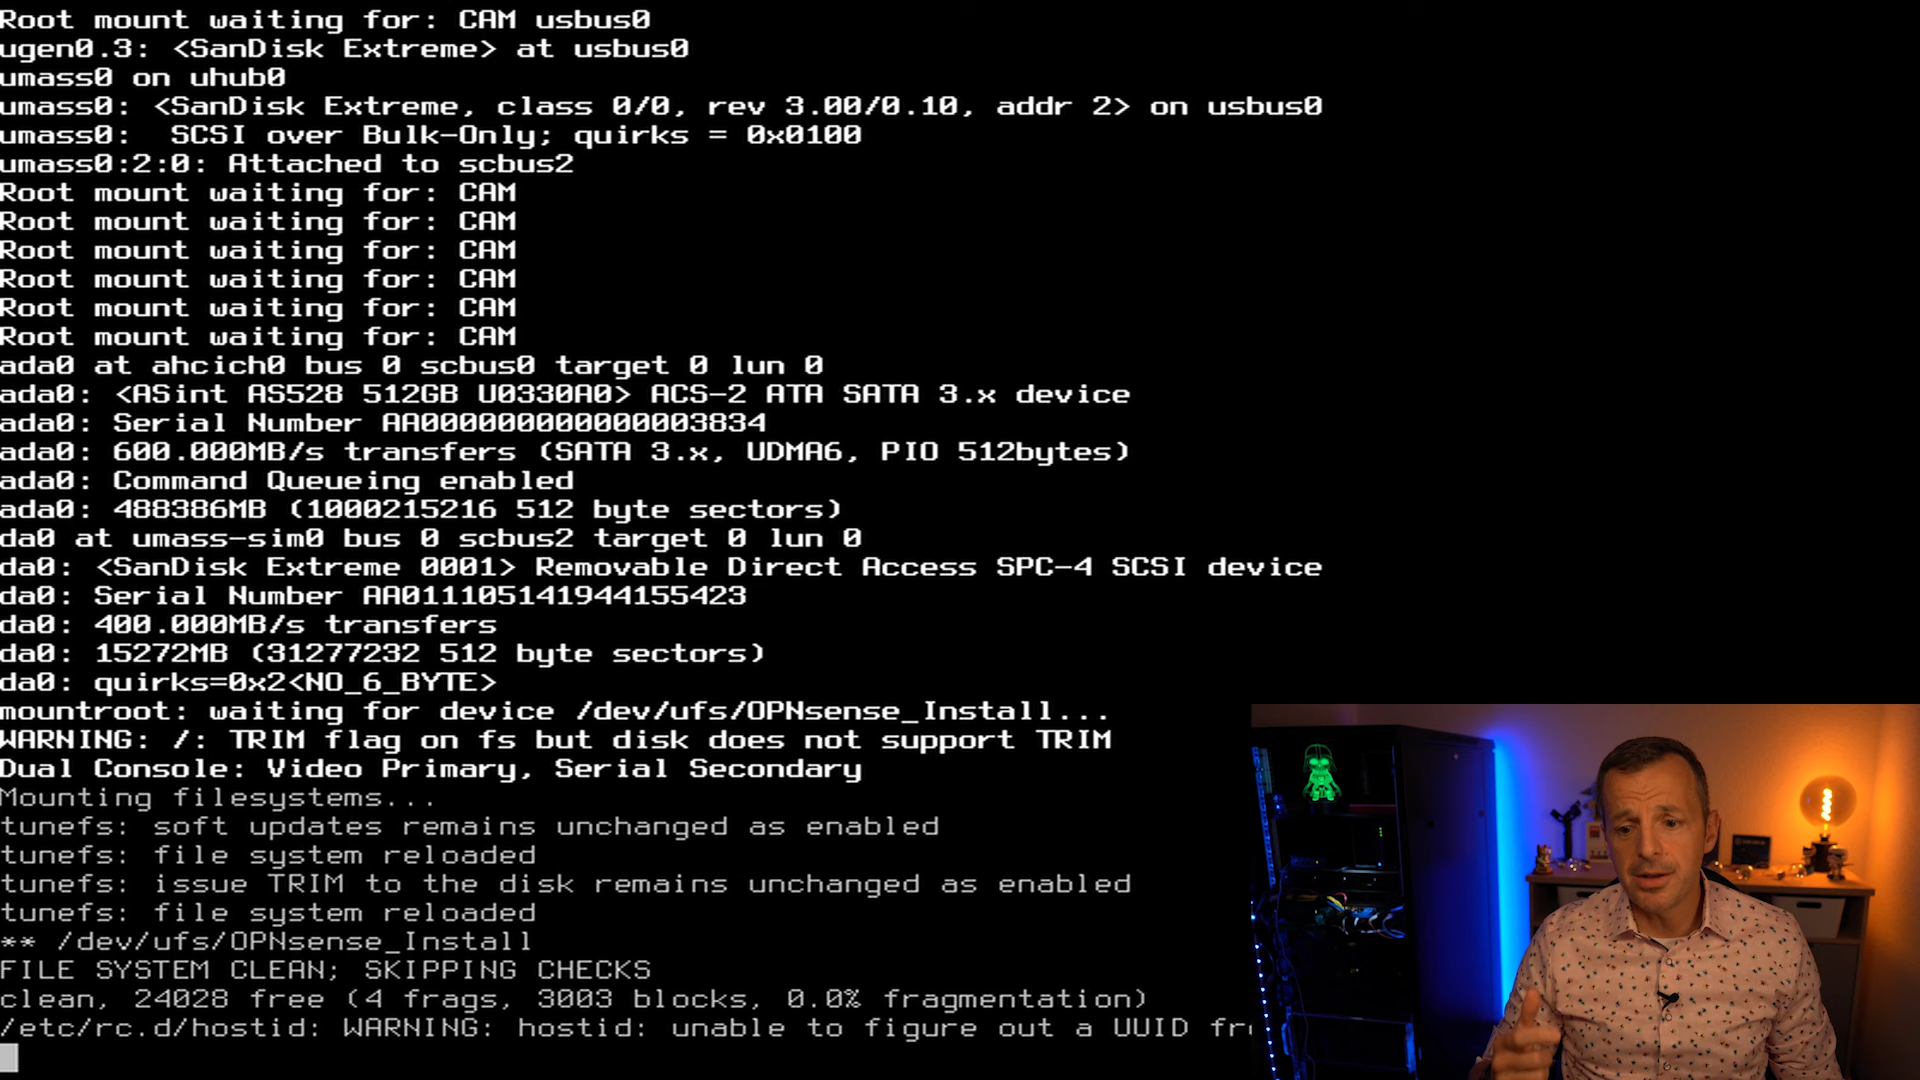 Root mount waiting for: CAM usbus0
ugen0.3: <SanDisk Extreme> at usbus0
umass0 on uhub0
umass0: <SanDisk Extreme, class 0/0, rev 3.00/0.10, addr 2> on usbus0
umass0:  SCSI over Bulk-Only; quirks = 0x0100
umass0:2:0: Attached to scbus2
Root mount waiting for: CAM
Root mount waiting for: CAM
Root mount waiting for: CAM
Root mount waiting for: CAM
Root mount waiting for: CAM
Root mount waiting for: CAM
ada0 at ahcich0 bus 0 scbus0 target 0 lun 0
ada0: <ASint AS528 512GB U0330A0> ACS-2 ATA SATA 3.x device
ada0: Serial Number AA000000000000003834
ada0: 600.000MB/s transfers (SATA 3.x, UDMA6, PIO 512bytes)
ada0: Command Queueing enabled
ada0: 488386MB (1000215216 512 byte sectors)
da0 at umass-sim0 bus 0 scbus2 target 0 lun 0
da0: <SanDisk Extreme 0001> Removable Direct Access SPC-4 SCSI device
da0: Serial Number AA011105141944155423
da0: 400.000MB/s transfers
da0: 15272MB (31277232 512 byte sectors)
da0: quirks=0x2<NO_6_BYTE>
mountroot: waiting for device /dev/ufs/OPNsense_Install...
WARNING: /: TRIM flag on fs but disk does not support TRIM
Dual Console: Video Primary, Serial Secondary
Mounting filesystems...
tunefs: soft updates remains unchanged as enabled
tunefs: file system reloaded
tunefs: issue TRIM to the disk remains unchanged as enabled
tunefs: file system reloaded
** /dev/ufs/OPNsense_Install
FILE SYSTEM CLEAN; SKIPPING CHECKS
clean, 24028 free (4 frags, 3003 blocks, 0.0% fragmentation)
/etc/rc.d/hostid: WARNING: hostid: unable to figure out a UUID